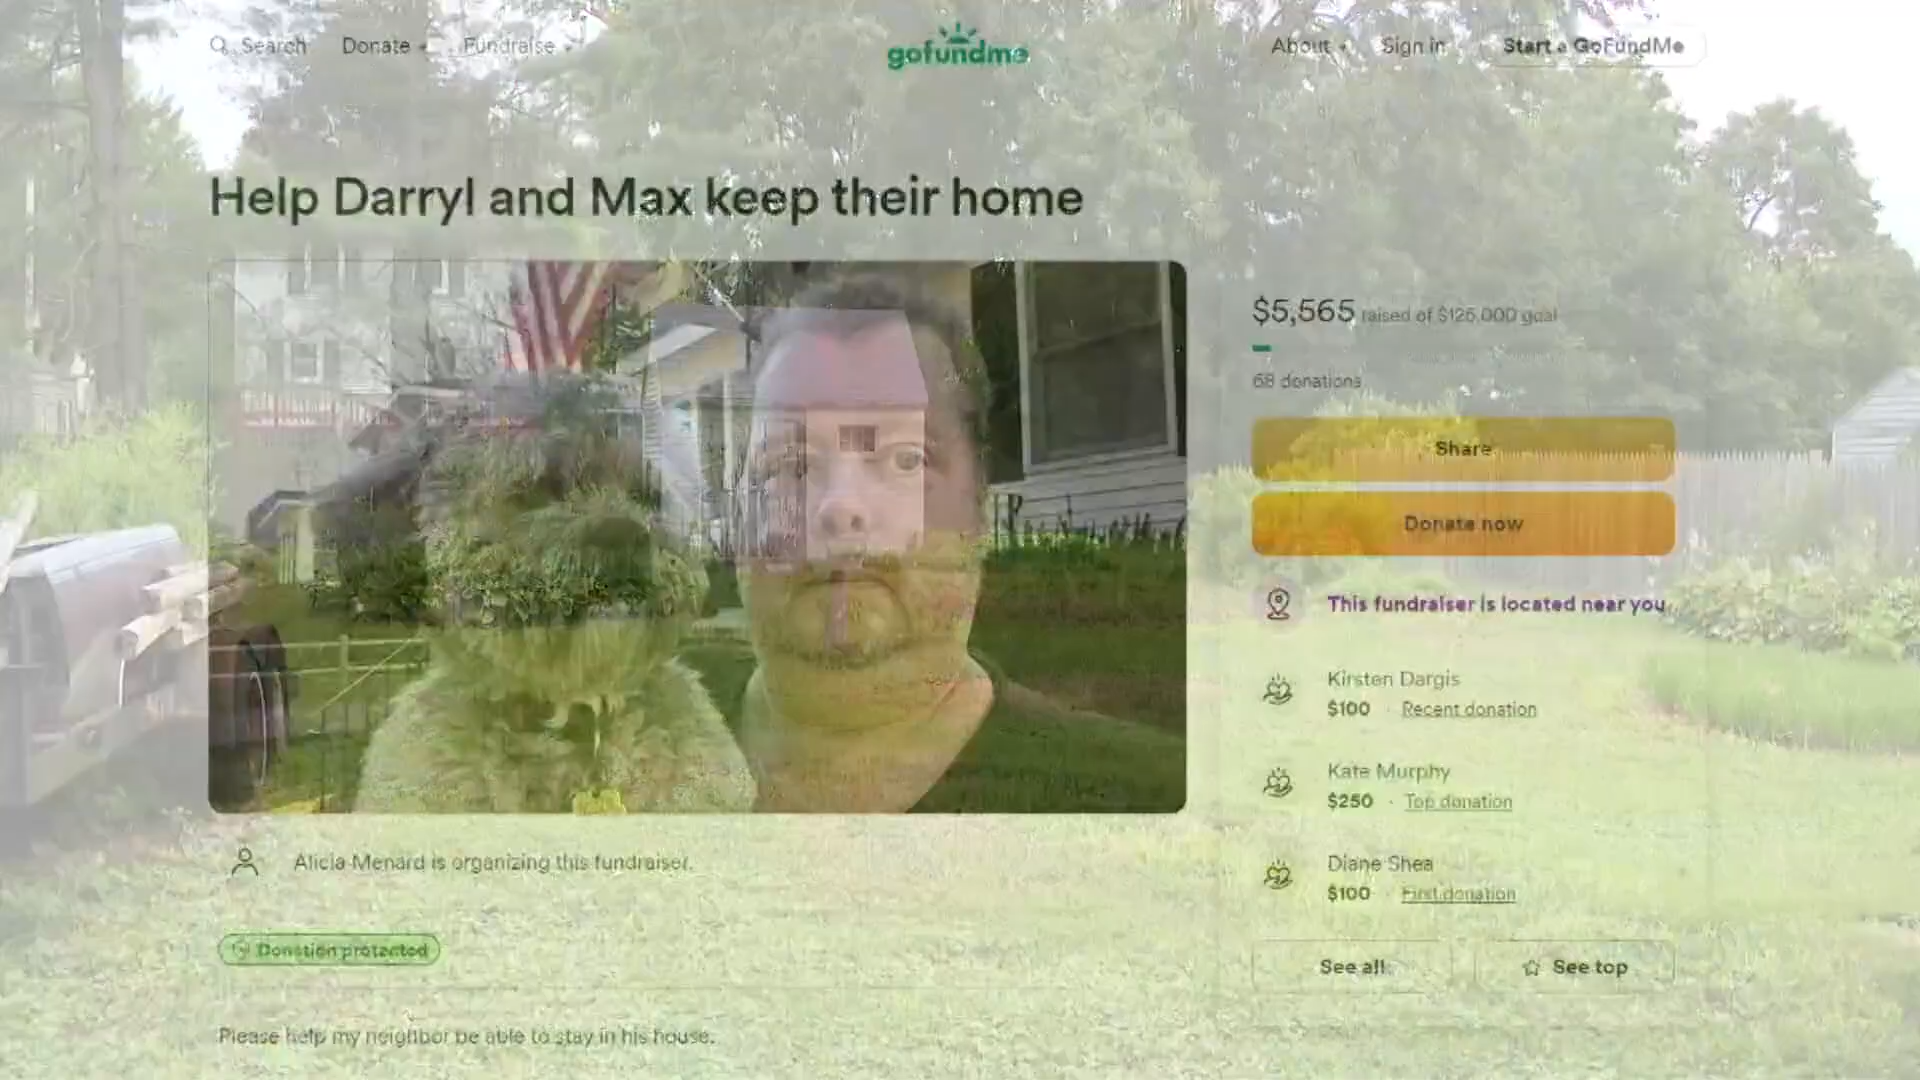 Search Donate Fundraise gofundme About Sign in Start a GoFundMe
Help Darryl and Max keep their home
$5,565 raised of $125,000 goal
68 donations
Share
Donate now
This fundraiser is located near you
Kirsten Dargis
$100 · Recent donation
Kate Murphy
$250 · Top donation
Diane Shea
$100 · First donation
Alicia Menard is organizing this fundraiser.
Donation protected
See all See top
Please help my neighbor be able to stay in his house.